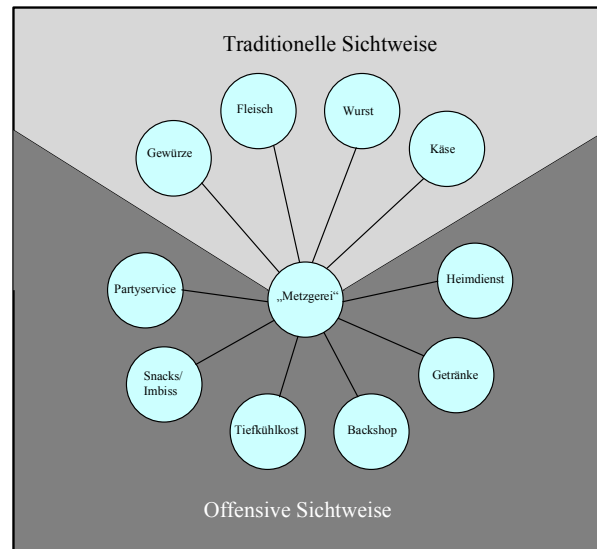 Traditionelle Sichtweise
Fleisch
Wurst
Gewürze
Käse
„Metzgerei“
Partyservice
Heimdienst
Snacks/
Imbiss
Getränke
Tiefkühlkost
Backshop
Offensive Sichtweise